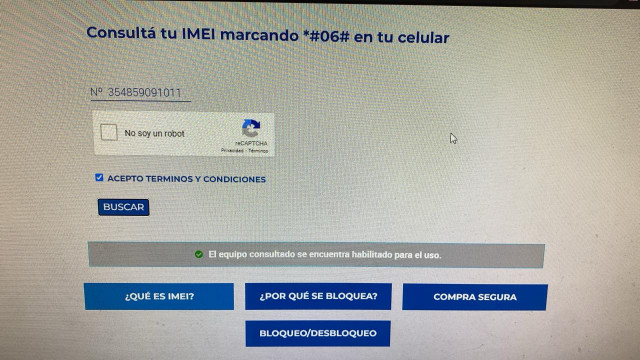 Consultá tu IMEI marcando *#06# en tu celular
Nº 354859091011
No soy un robot
reCAPTCHA
Privacidad - Términos
ACEPTO TERMINOS Y CONDICIONES
BUSCAR
El equipo consultado se encuentra habilitado para el uso.
¿QUÉ ES IMEI?
¿POR QUÉ SE BLOQUEA?
COMPRA SEGURA
BLOQUEO/DESBLOQUEO